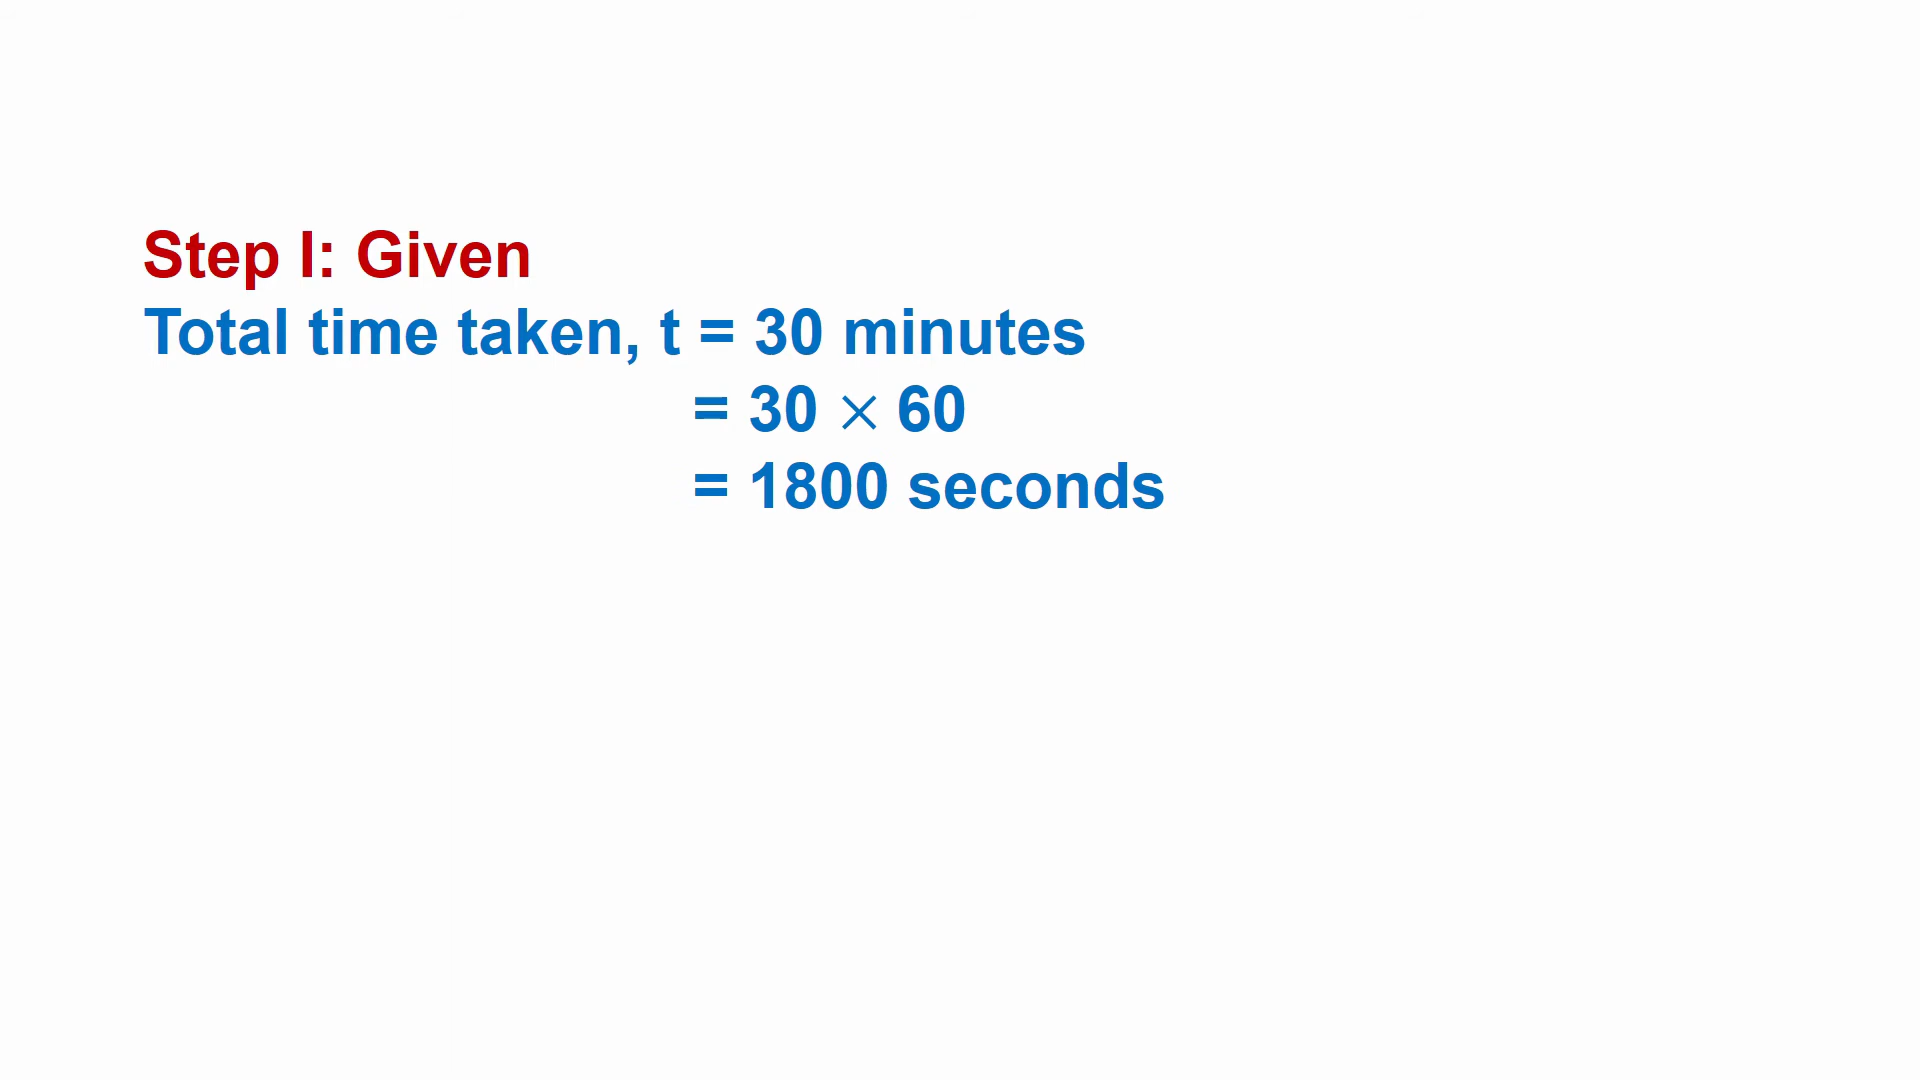 Step I: Given
Total time taken, t = 30 minutes
= 30 × 60
= 1800 seconds